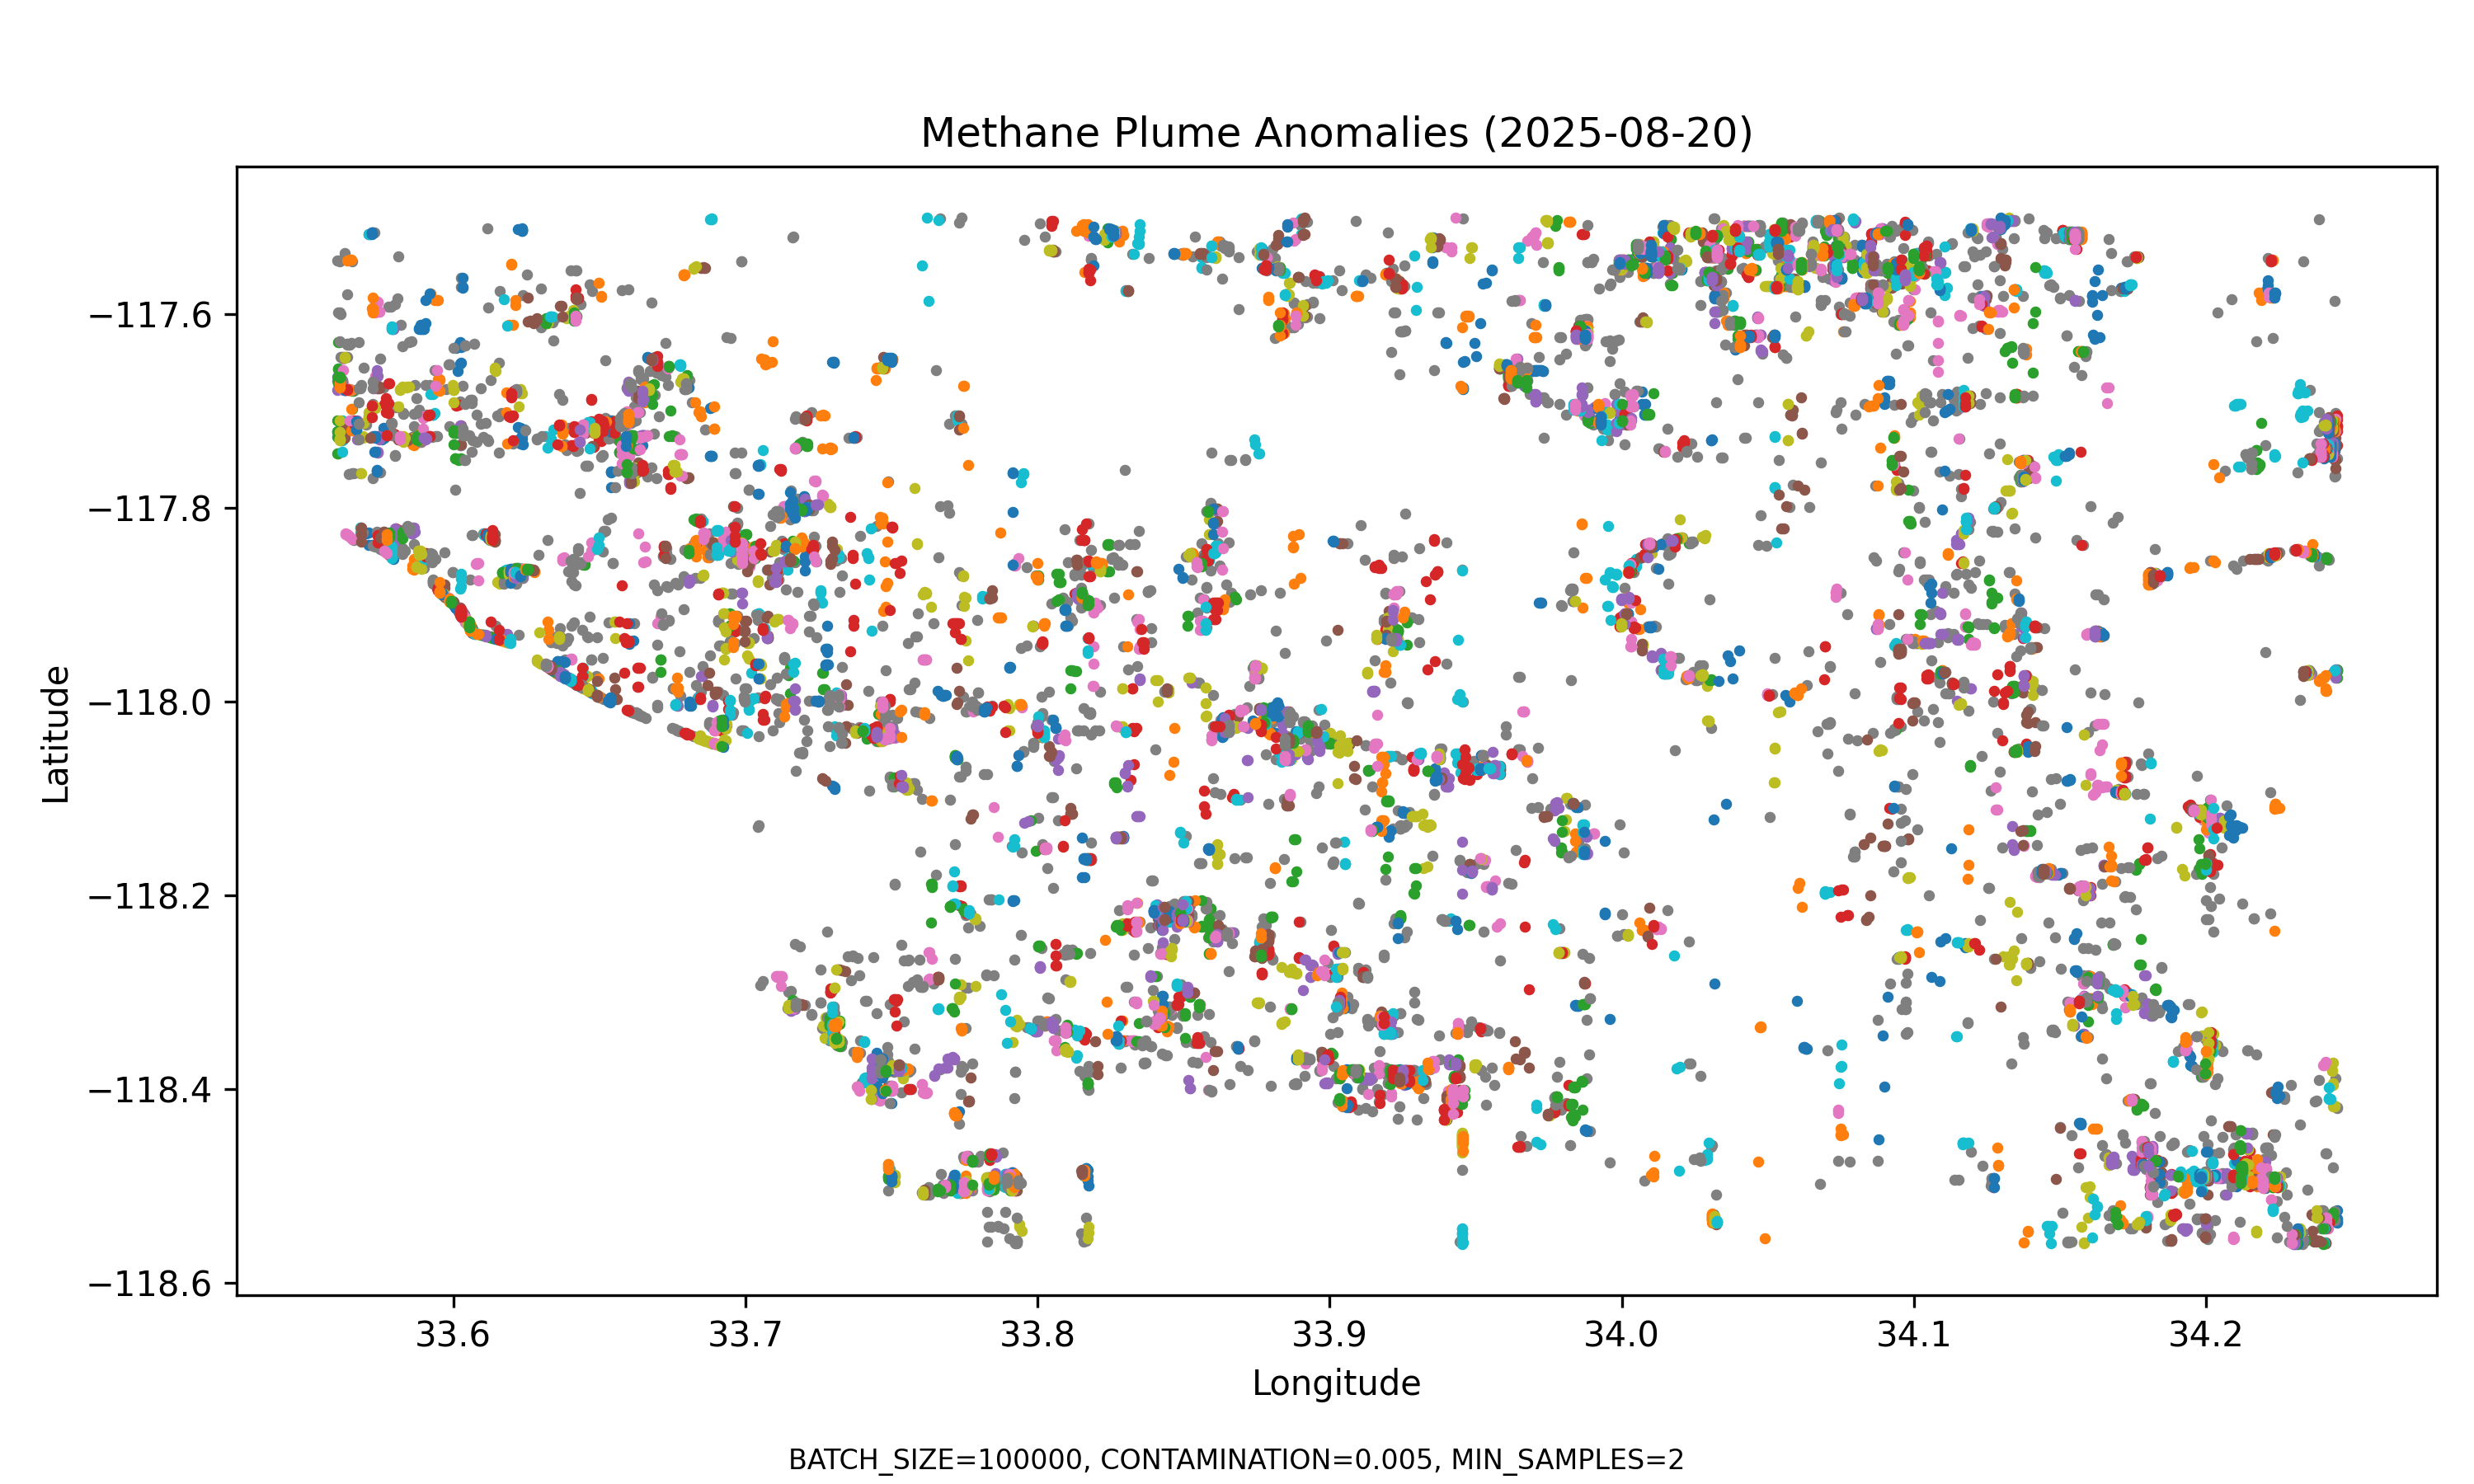 Methane Plume Anomalies (2025-08-20)
−117.6
−117.8
−118.0
−118.2
−118.4
−118.6
Latitude
33.6 33.7 33.8 33.9 34.0 34.1 34.2
Longitude
BATCH_SIZE=100000, CONTAMINATION=0.005, MIN_SAMPLES=2